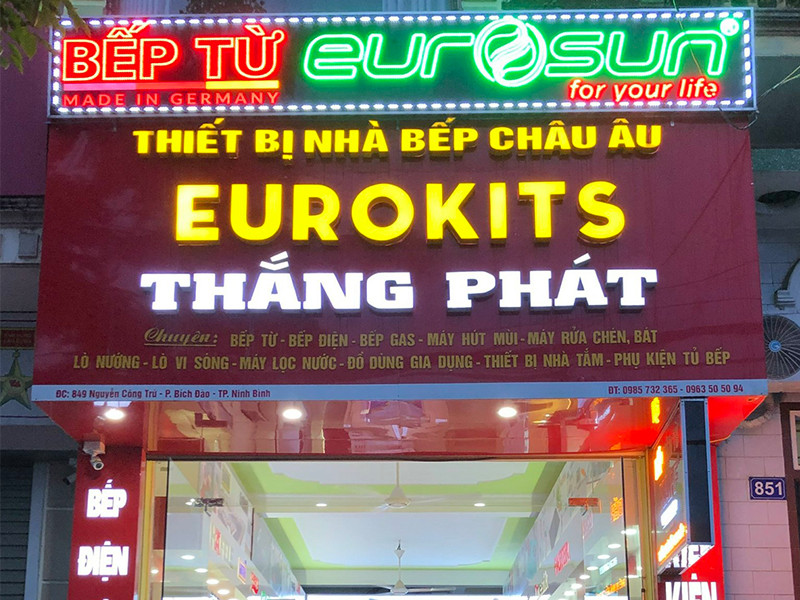 BẾP TỪ eurosun®
MADE IN GERMANY for your life
THIẾT BỊ NHÀ BẾP CHÂU ÂU
EUROKITS
THẮNG PHÁT
Chuyên: BẾP TỪ - BẾP ĐIỆN - BẾP GAS - MÁY HÚT MÙI - MÁY RỬA CHÉN, BÁT
LÒ NƯỚNG - LÒ VI SÓNG - MÁY LỌC NƯỚC - ĐỒ DÙNG GIA DỤNG - THIẾT BỊ NHÀ TẮM - PHỤ KIỆN TỦ BẾP
ĐC: 849 Nguyễn Công Trứ - P. Bích Đào - TP. Ninh Bình ĐT: 0985 732 365 - 0963 50 50 94
851
BẾP
ĐIỆN
KIỆN